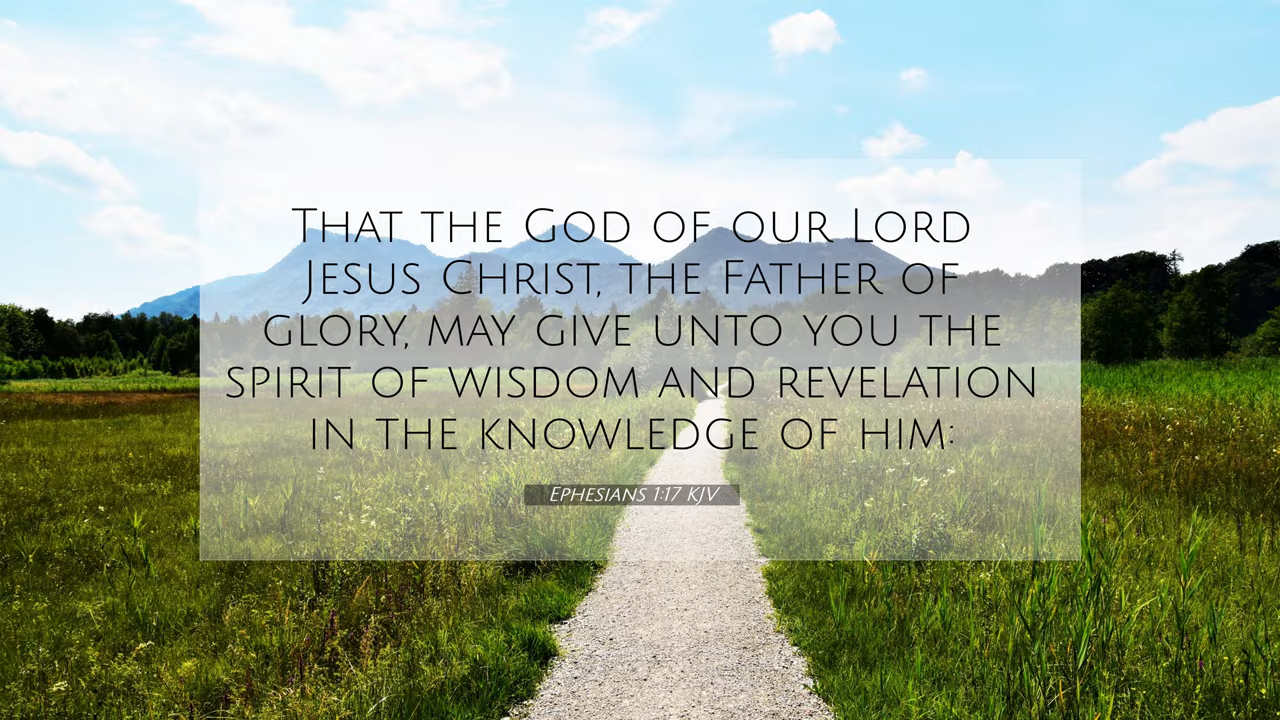 That the God of our Lord
Jesus Christ, the Father of
glory, may give unto you the
spirit of wisdom and revelation
in the knowledge of him:
Ephesians 1:17 KJV